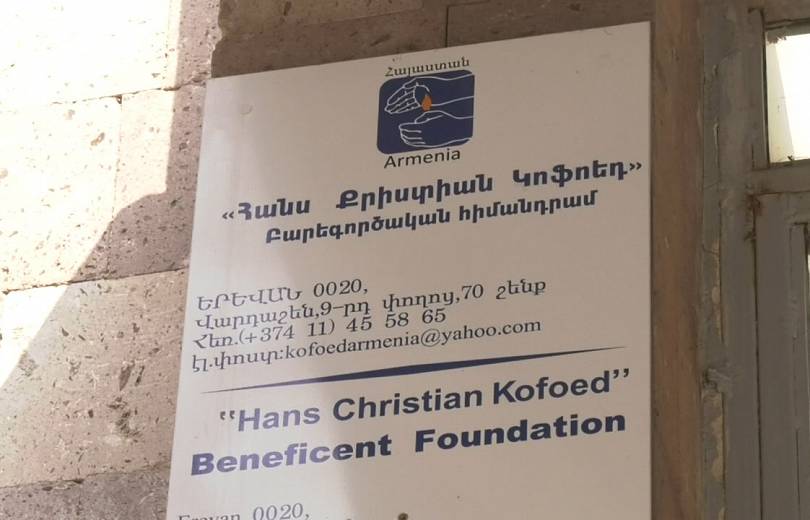 Հայաստան
Armenia
«Հանս Քրիստիան Կոֆոեդ»
Բարեգործական հիմանդրամ
ԵՐԵՎԱՆ 0020,
Վարդաշեն,9-րդ փողոց,70 շենք
Հեռ.(+374 11) 45 58 65
էլ.փոստ:kofoedarmenia@yahoo.com
‟Hans Christian Kofoed”
Beneficent Foundation
Erevan 0020,